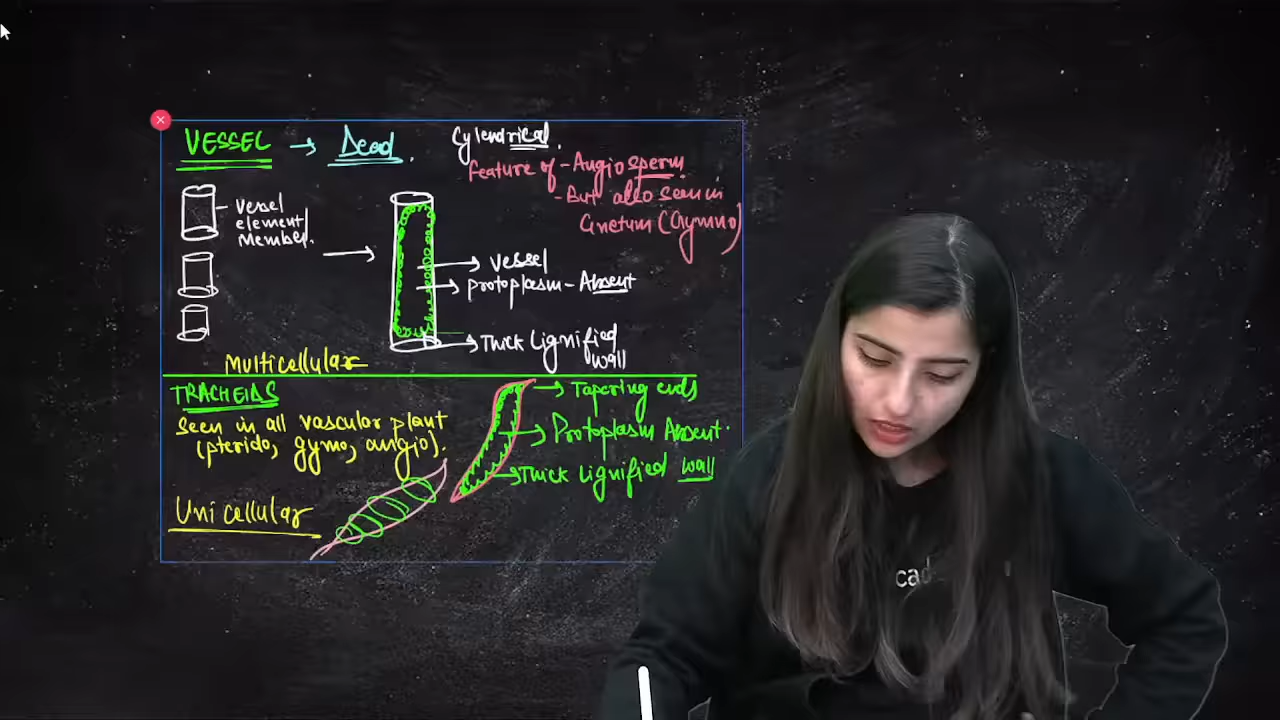 VESSEL → Dead.
Cylendrical.
Feature of - Angiosperm.
- But also seen in
Gnetum (Gymno)
Vessel
element/
Member.
→ Vessel
→ protoplasm - Absent
→ Thick Lignified
wall
Multicellular
TRACHEIDS
Seen in all vascular plant
(pterido, gymo, angio).
Unicellular
→ Tapering ends
→ Protoplasm Absent.
→ Thick Lignified wall
cad